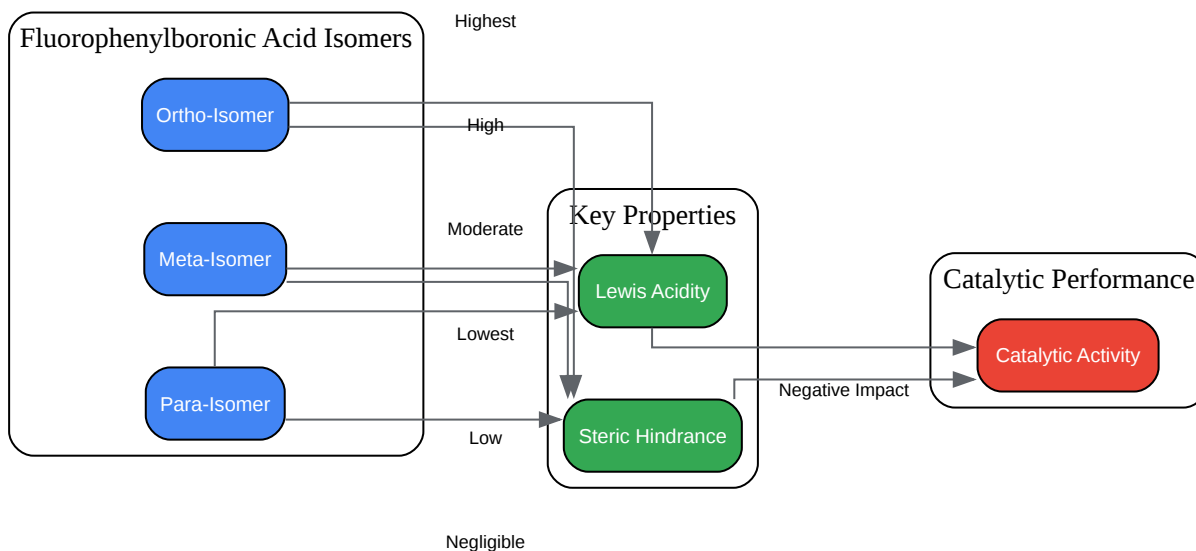 Highest
Fluorophenylboronic Acid Isomers
Ortho-Isomer
High
Meta-Isomer
Moderate
Lowest
Para-Isomer
Low
Negligible
Key Properties
Lewis Acidity
Steric Hindrance
Negative Impact
Catalytic Performance
Catalytic Activity